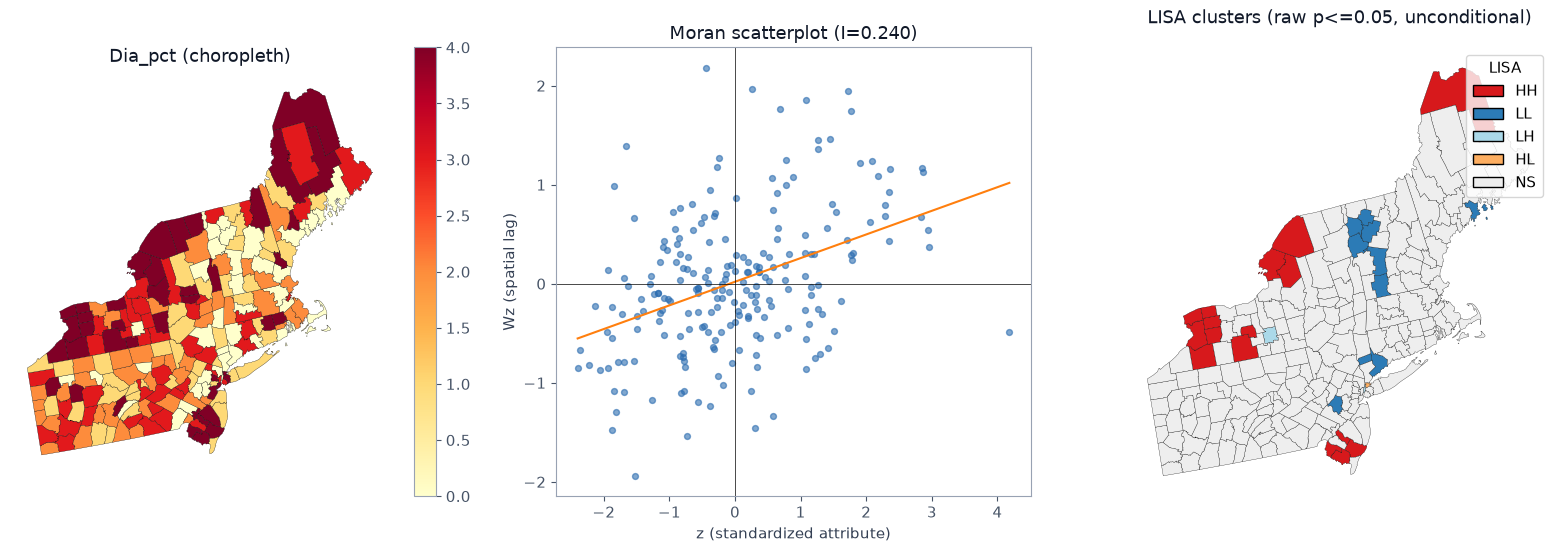 Dia_pct (choropleth)
4.0
3.5
3.0
2.5
2.0
1.5
1.0
0.5
0.0
Moran scatterplot (I=0.240)
Wz (spatial lag)
2
1
0
−1
−2
−2
−1
0
1
2
3
4
z (standardized attribute)
LISA clusters (raw p<=0.05, unconditional)
LISA
HH
LL
LH
HL
NS